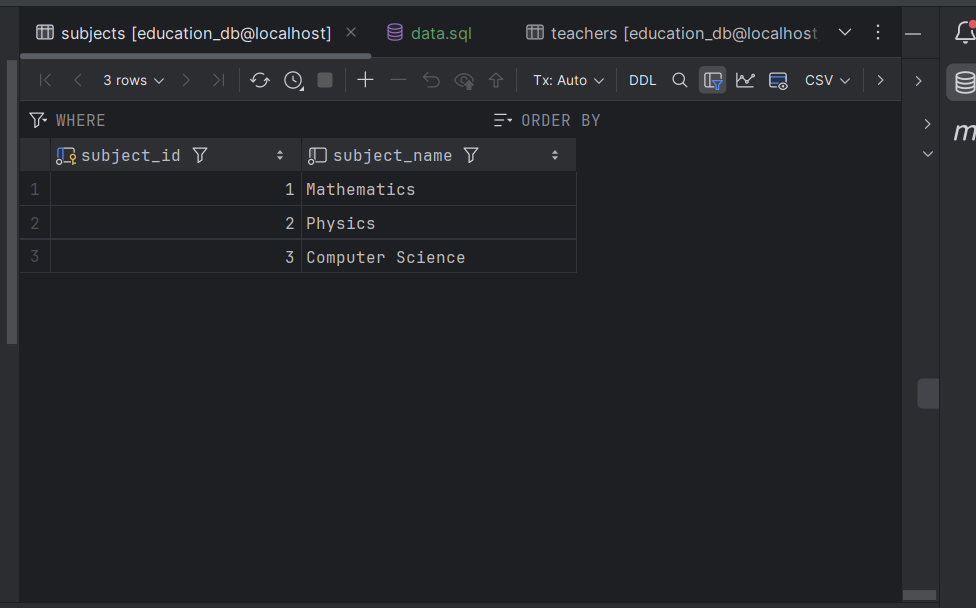 subjects [education_db@localhost] data.sql teachers [education_db@localhost
3 rows Tx: Auto DDL CSV
WHERE ORDER BY
subject_id subject_name
1 1 Mathematics
2 2 Physics
3 3 Computer Science
m